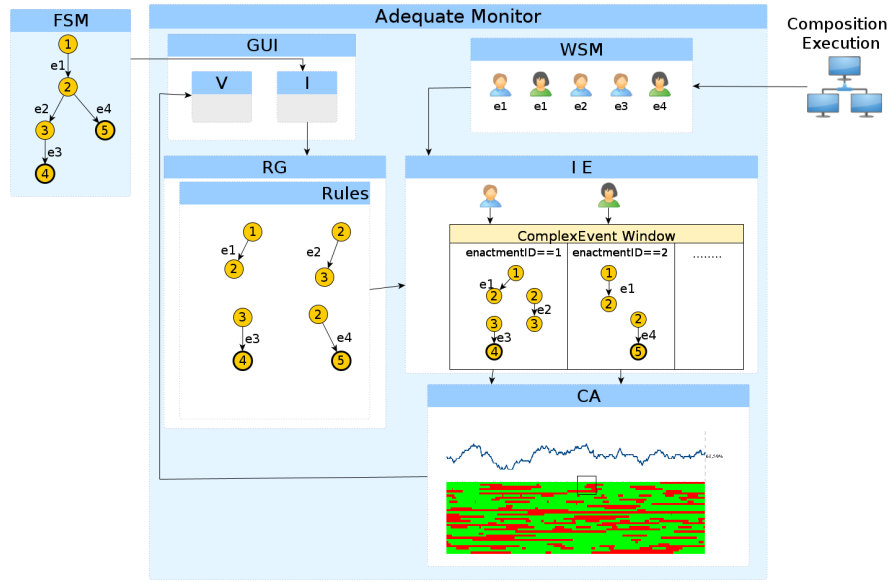 FSM
1
e1
2
e2
e4
3
5
e3
4
Adequate Monitor
GUI
V
I
WSM
e1
e1
e2
e3
e4
Composition
Execution
RG
Rules
1
e1
2
2
e2
3
3
e3
4
2
e4
5
I E
ComplexEvent Window
enactmentID==1
enactmentID==2
........
1
e1
2
2
e2
3
3
e3
4
1
e1
2
2
e4
5
CA